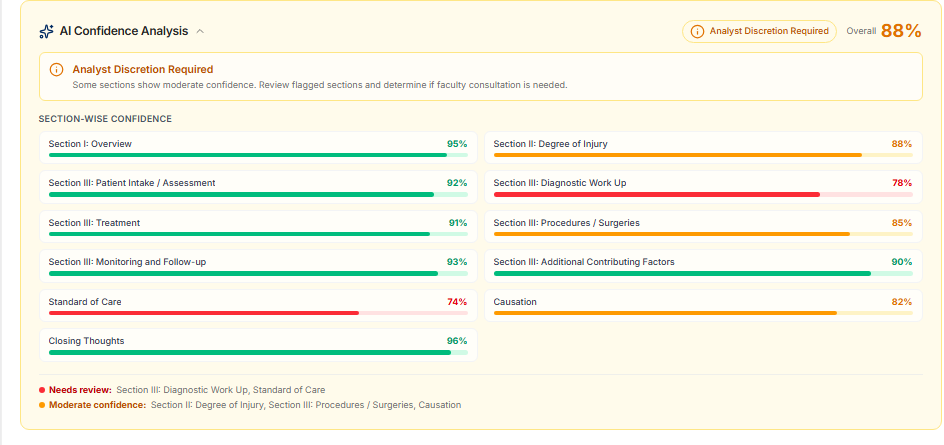 AI Confidence Analysis
Analyst Discretion Required
Overall 88%
Analyst Discretion Required
Some sections show moderate confidence. Review flagged sections and determine if faculty consultation is needed.
SECTION-WISE CONFIDENCE
Section I: Overview 95%
Section II: Degree of Injury 88%
Section III: Patient Intake / Assessment 92%
Section III: Diagnostic Work Up 78%
Section III: Treatment 91%
Section III: Procedures / Surgeries 85%
Section III: Monitoring and Follow-up 93%
Section III: Additional Contributing Factors 90%
Standard of Care 74%
Causation 82%
Closing Thoughts 96%
Needs review: Section III: Diagnostic Work Up, Standard of Care
Moderate confidence: Section II: Degree of Injury, Section III: Procedures / Surgeries, Causation